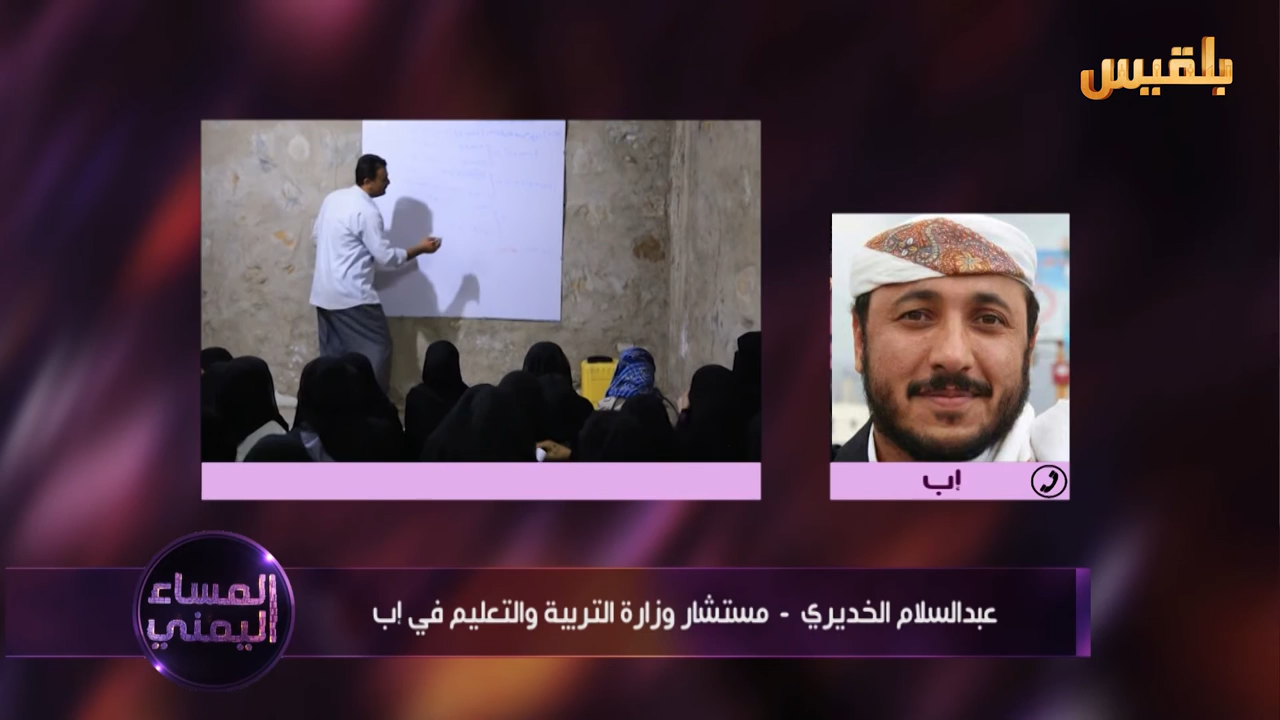 بلقيس
إب
عبدالسلام الخديري - مستشار وزارة التربية والتعليم في إب
المساء
اليمني